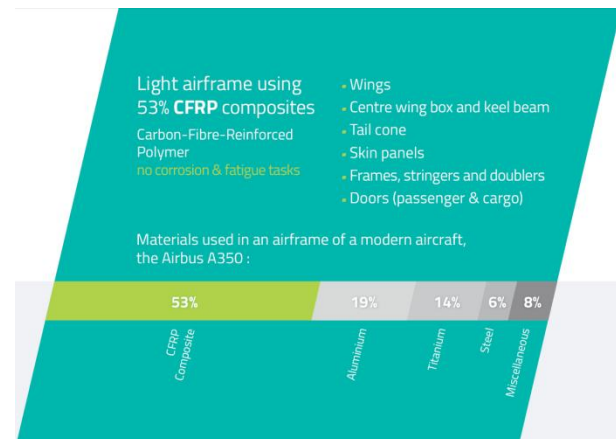 Light airframe using
53% CFRP composites
Carbon-Fibre-Reinforced
Polymer
no corrosion & fatigue tasks
Wings
Centre wing box and keel beam
Tail cone
Skin panels
Frames, stringers and doublers
Doors (passenger & cargo)
Materials used in an airframe of a modern aircraft,
the Airbus A350 :
53% 19% 14% 6% 8%
CFRP
Composite
Aluminium
Titanium
Steel
Miscellaneous